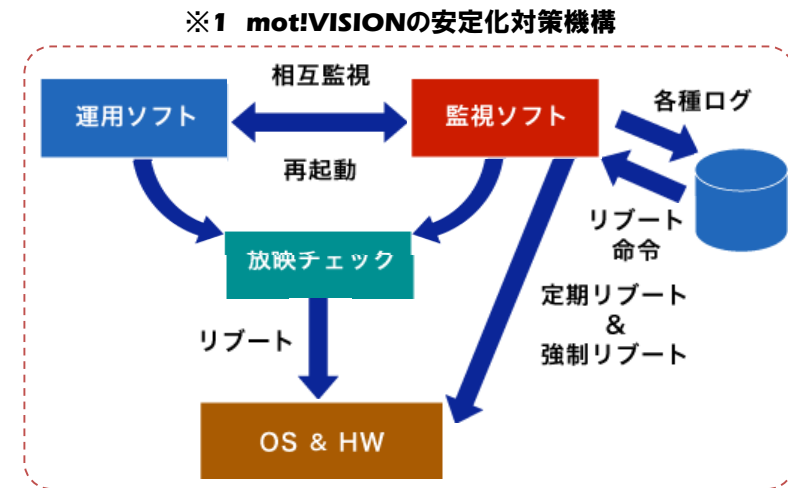 ※1 mot!VISIONの安定化対策機構
相互監視
運用ソフト
監視ソフト
各種ログ
再起動
リブート
命令
放映チェック
定期リブート
&
強制リブート
リブート
OS & HW